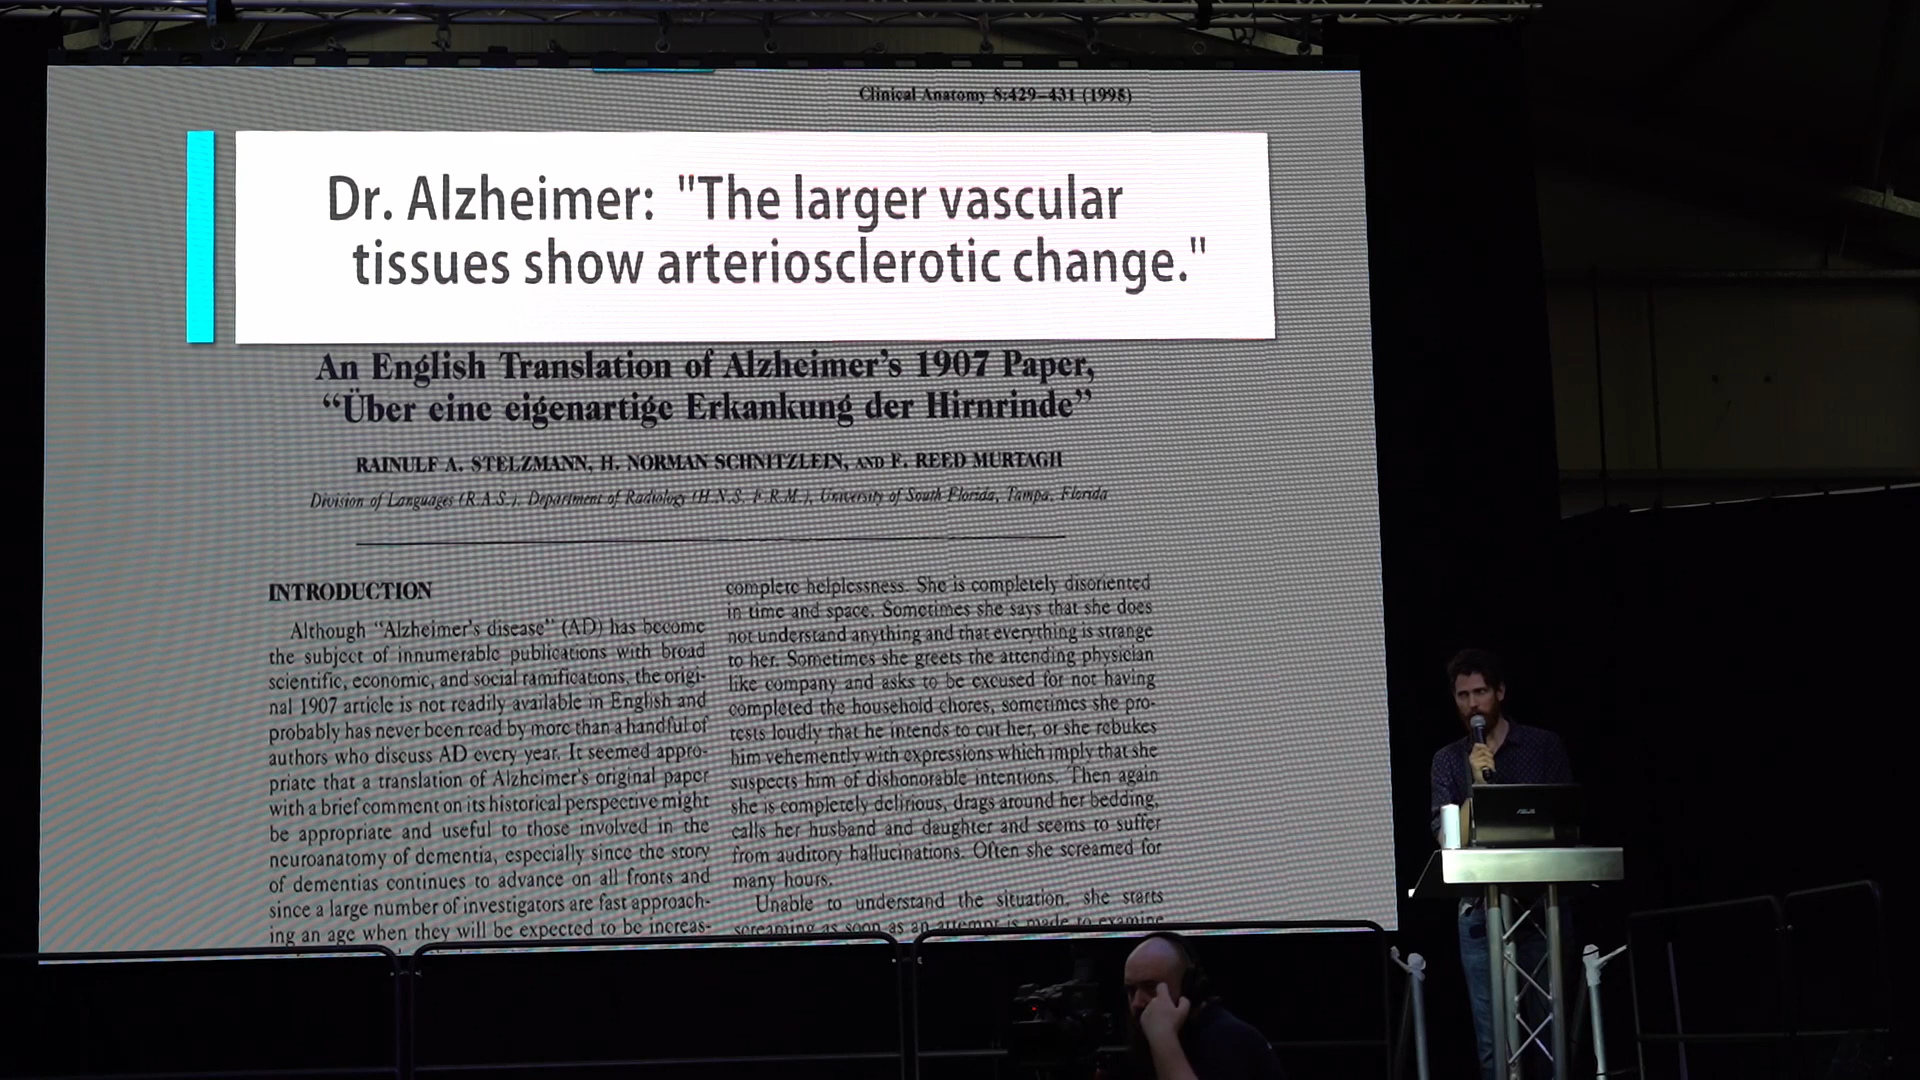 Clinical Anatomy 8:429–431 (1995)
Dr. Alzheimer: "The larger vascular
tissues show arteriosclerotic change."
An English Translation of Alzheimer's 1907 Paper,
“Über eine eigenartige Erkankung der Hirnrinde”
RAINULF A. STELZMANN, H. NORMAN SCHNITZLEIN, AND F. REED MURTAGH
Division of Languages (R.A.S.), Department of Radiology (H.N.S. F.R.M.), University of South Florida, Tampa, Florida
INTRODUCTION
Although “Alzheimer's disease” (AD) has become
the subject of innumerable publications with broad
scientific, economic, and social ramifications, the origi-
nal 1907 article is not readily available in English and
probably has never been read by more than a handful of
authors who discuss AD every year. It seemed appro-
priate that a translation of Alzheimer's original paper
with a brief comment on its historical perspective might
be appropriate and useful to those involved in the
neuroanatomy of dementia, especially since the story
of dementias continues to advance on all fronts and
since a large number of investigators are fast approach-
ing an age when they will be expected to be increas-
complete helplessness. She is completely disoriented
in time and space. Sometimes she says that she does
not understand anything and that everything is strange
to her. Sometimes she greets the attending physician
like company and asks to be excused for not having
completed the household chores, sometimes she pro-
tests loudly that he intends to cut her, or she rebukes
him vehemently with expressions which imply that she
suspects him of dishonorable intentions. Then again
she is completely delirious, drags around her bedding,
calls her husband and daughter and seems to suffer
from auditory hallucinations. Often she screamed for
many hours.
Unable to understand the situation, she starts
screaming as soon as an attempt is made to examine
ASUS